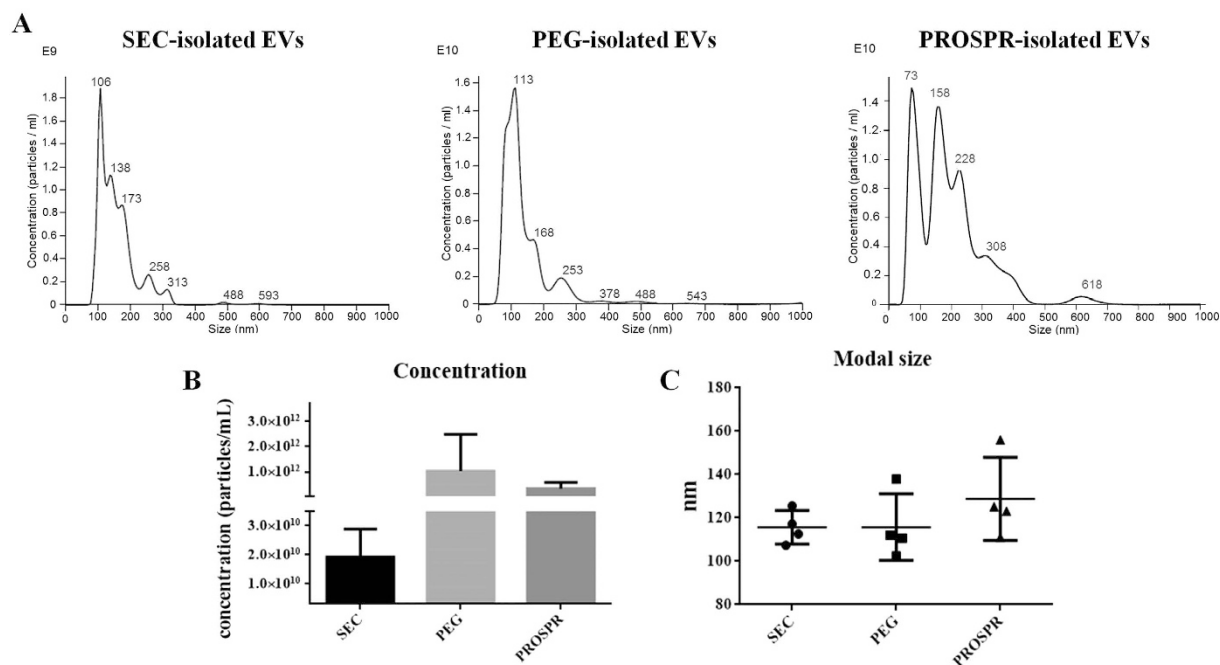 A
SEC-isolated EVs
PEG-isolated EVs
PROSPR-isolated EVs
E9
E10
E10
Concentration (particles / ml)
1.8
1.6
1.4
1.2
1.0
0.8
0.6
0.4
0.2
0
106
138
173
258
313
488
593
0 100 200 300 400 500 600 700 800 900 1000
Size (nm)
Concentration (particles / ml)
1.6
1.4
1.2
1.0
0.8
0.6
0.4
0.2
0
113
168
253
378
488
543
0 100 200 300 400 500 600 700 800 900 1000
Size (nm)
Concentration (particles / ml)
1.4
1.2
1.0
0.8
0.6
0.4
0.2
0
73
158
228
308
618
0 100 200 300 400 500 600 700 800 900 1000
Size (nm)
B
Concentration
concentration (particles/mL)
3.0×10¹²
2.0×10¹²
1.0×10¹²
3.0×10¹⁰
2.0×10¹⁰
1.0×10¹⁰
SEC
PEG
PROSPR
C
Modal size
nm
180
160
140
120
100
80
SEC
PEG
PROSPR